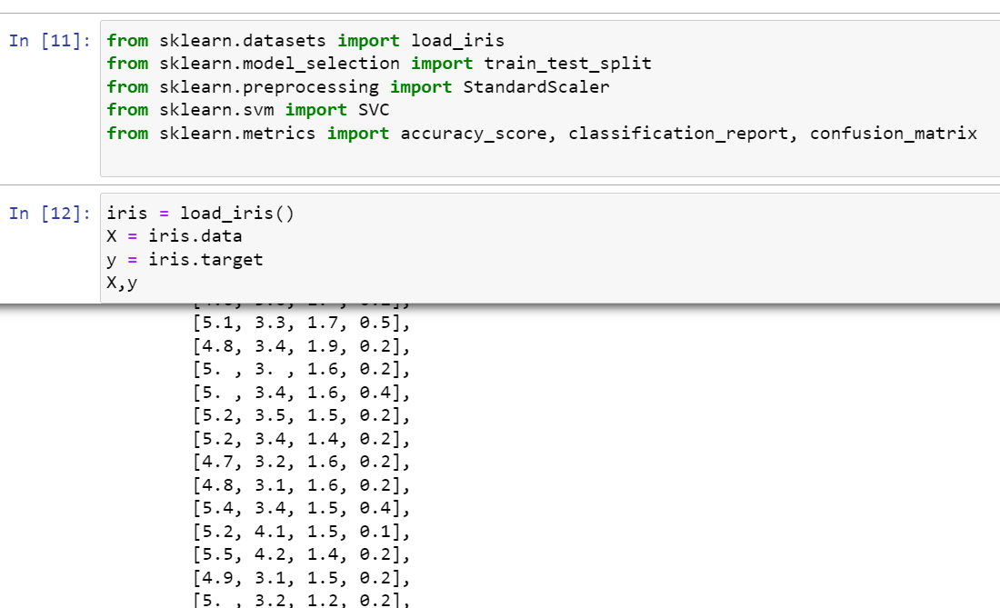 In [11]: from sklearn.datasets import load_iris
from sklearn.model_selection import train_test_split
from sklearn.preprocessing import StandardScaler
from sklearn.svm import SVC
from sklearn.metrics import accuracy_score, classification_report, confusion_matrix
In [12]: iris = load_iris()
X = iris.data
y = iris.target
X,y
[5.1, 3.3, 1.7, 0.5],
[4.8, 3.4, 1.9, 0.2],
[5. , 3. , 1.6, 0.2],
[5. , 3.4, 1.6, 0.4],
[5.2, 3.5, 1.5, 0.2],
[5.2, 3.4, 1.4, 0.2],
[4.7, 3.2, 1.6, 0.2],
[4.8, 3.1, 1.6, 0.2],
[5.4, 3.4, 1.5, 0.4],
[5.2, 4.1, 1.5, 0.1],
[5.5, 4.2, 1.4, 0.2],
[4.9, 3.1, 1.5, 0.2],
[5. , 3.2, 1.2, 0.2],